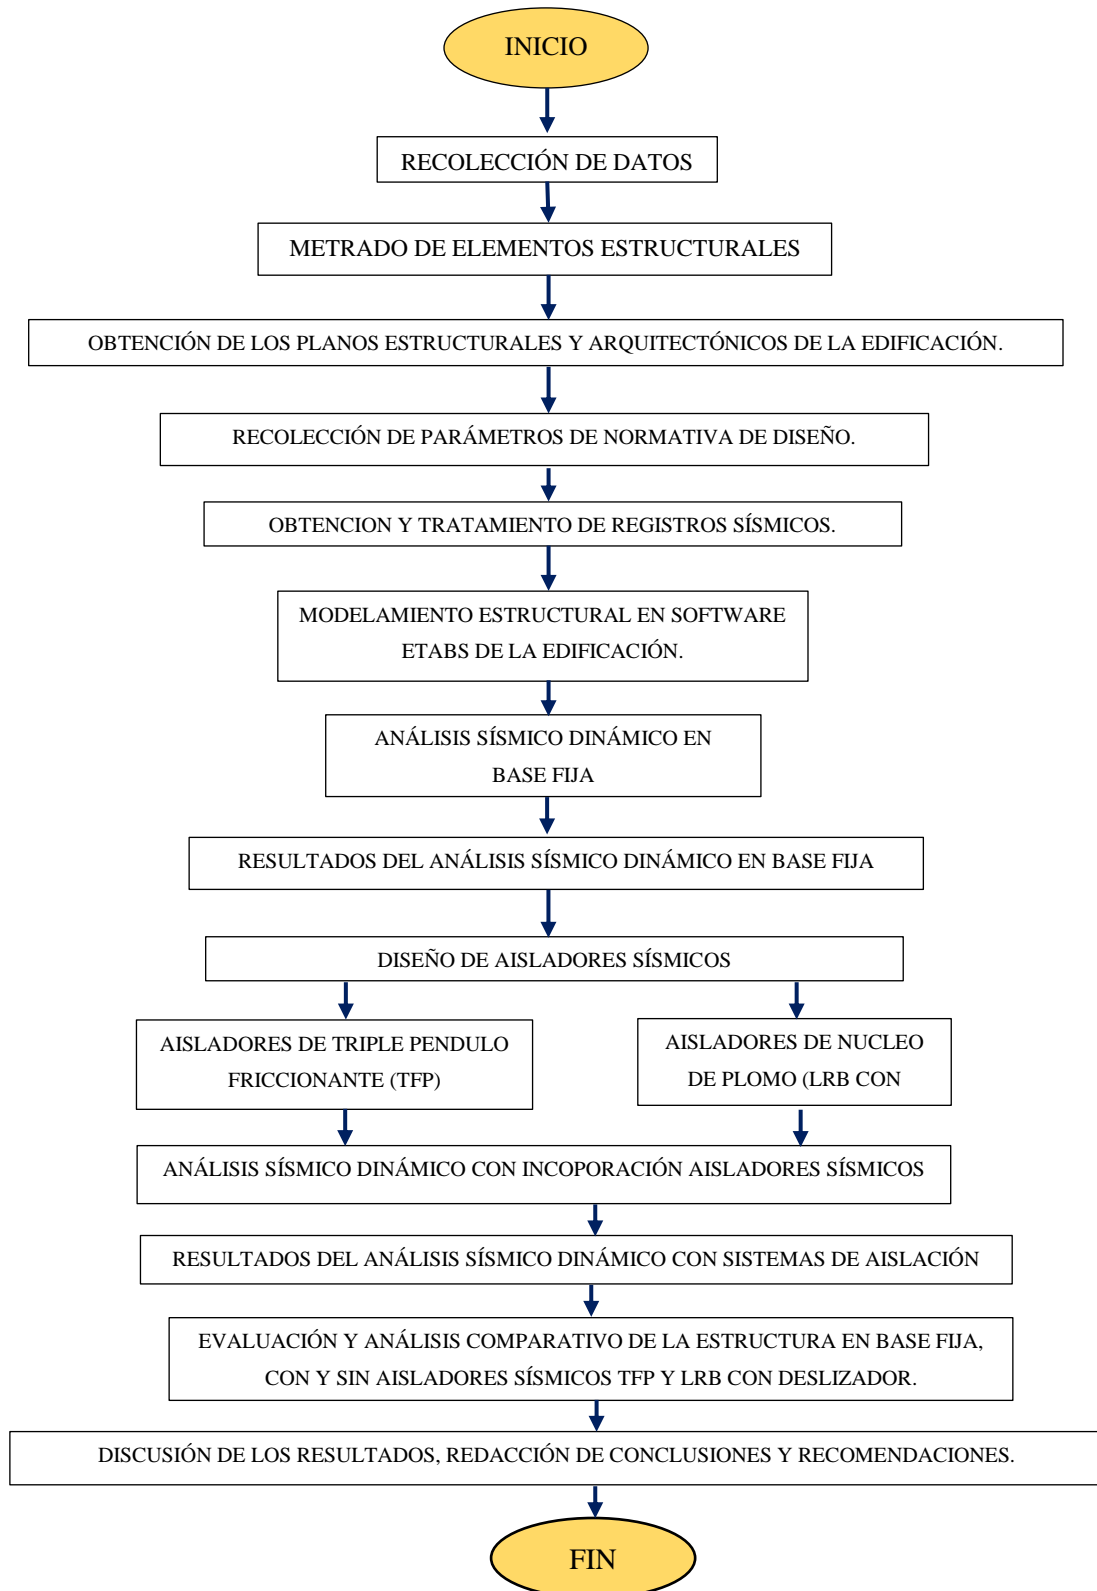 INICIO
RECOLECCIÓN DE DATOS
METRADO DE ELEMENTOS ESTRUCTURALES
OBTENCIÓN DE LOS PLANOS ESTRUCTURALES Y ARQUITECTÓNICOS DE LA EDIFICACIÓN.
RECOLECCIÓN DE PARÁMETROS DE NORMATIVA DE DISEÑO.
OBTENCION Y TRATAMIENTO DE REGISTROS SÍSMICOS.
MODELAMIENTO ESTRUCTURAL EN SOFTWARE
ETABS DE LA EDIFICACIÓN.
ANÁLISIS SÍSMICO DINÁMICO EN
BASE FIJA
RESULTADOS DEL ANÁLISIS SÍSMICO DINÁMICO EN BASE FIJA
DISEÑO DE AISLADORES SÍSMICOS
AISLADORES DE TRIPLE PENDULO
FRICCIONANTE (TFP)
AISLADORES DE NUCLEO
DE PLOMO (LRB CON
ANÁLISIS SÍSMICO DINÁMICO CON INCOPORACIÓN AISLADORES SÍSMICOS
RESULTADOS DEL ANÁLISIS SÍSMICO DINÁMICO CON SISTEMAS DE AISLACIÓN
EVALUACIÓN Y ANÁLISIS COMPARATIVO DE LA ESTRUCTURA EN BASE FIJA,
CON Y SIN AISLADORES SÍSMICOS TFP Y LRB CON DESLIZADOR.
DISCUSIÓN DE LOS RESULTADOS, REDACCIÓN DE CONCLUSIONES Y RECOMENDACIONES.
FIN